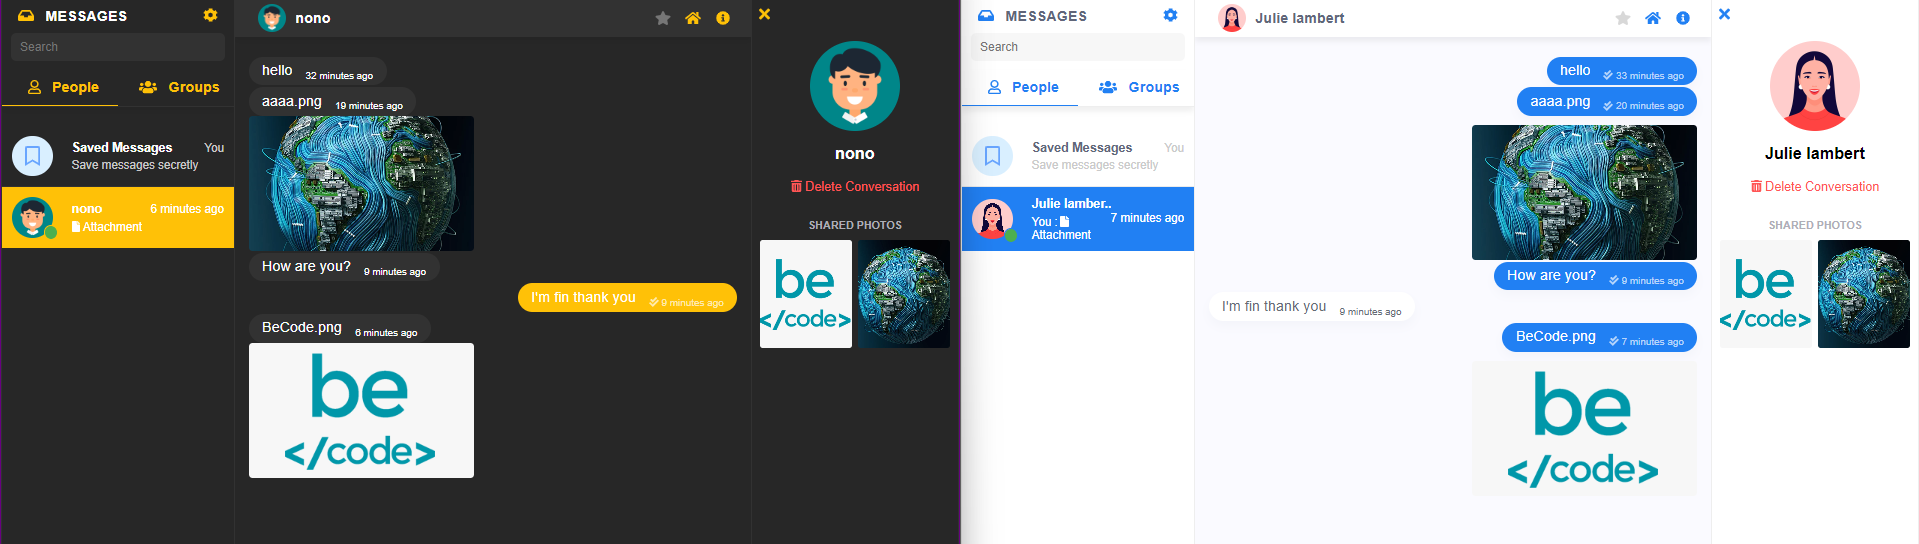 MESSAGES
Search
People
Groups
Saved Messages
You
Save messages secretly
nono
6 minutes ago
Attachment
nono
hello
32 minutes ago
aaaa.png
19 minutes ago
How are you?
9 minutes ago
I'm fin thank you
9 minutes ago
BeCode.png
6 minutes ago
be
</code>
nono
Delete Conversation
SHARED PHOTOS
be
</code>
MESSAGES
Search
People
Groups
Saved Messages
You
Save messages secretly
Julie lamber..
7 minutes ago
You :
Attachment
Julie lambert
hello
33 minutes ago
aaaa.png
20 minutes ago
How are you?
9 minutes ago
I'm fin thank you
9 minutes ago
BeCode.png
7 minutes ago
be
</code>
Julie lambert
Delete Conversation
SHARED PHOTOS
be
</code>